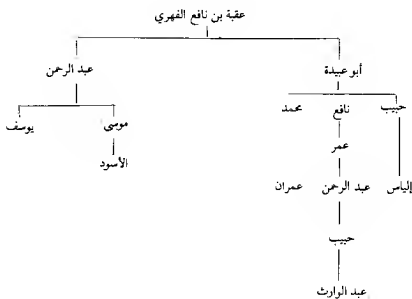 عقبة بن نافع الفهري
أبو عبيدة عبد الرحمن
حبيب نافع محمد موسى يوسف
عمر الأسود
إلياس عبد الرحمن عمران
حبيب
عبد الوارث